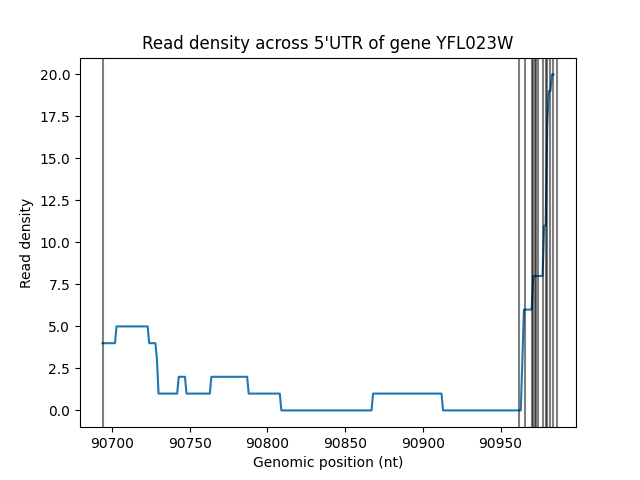 Read density across 5'UTR of gene YFL023W
20.0
17.5
15.0
12.5
10.0
7.5
5.0
2.5
0.0
Read density
90700 90750 90800 90850 90900 90950
Genomic position (nt)